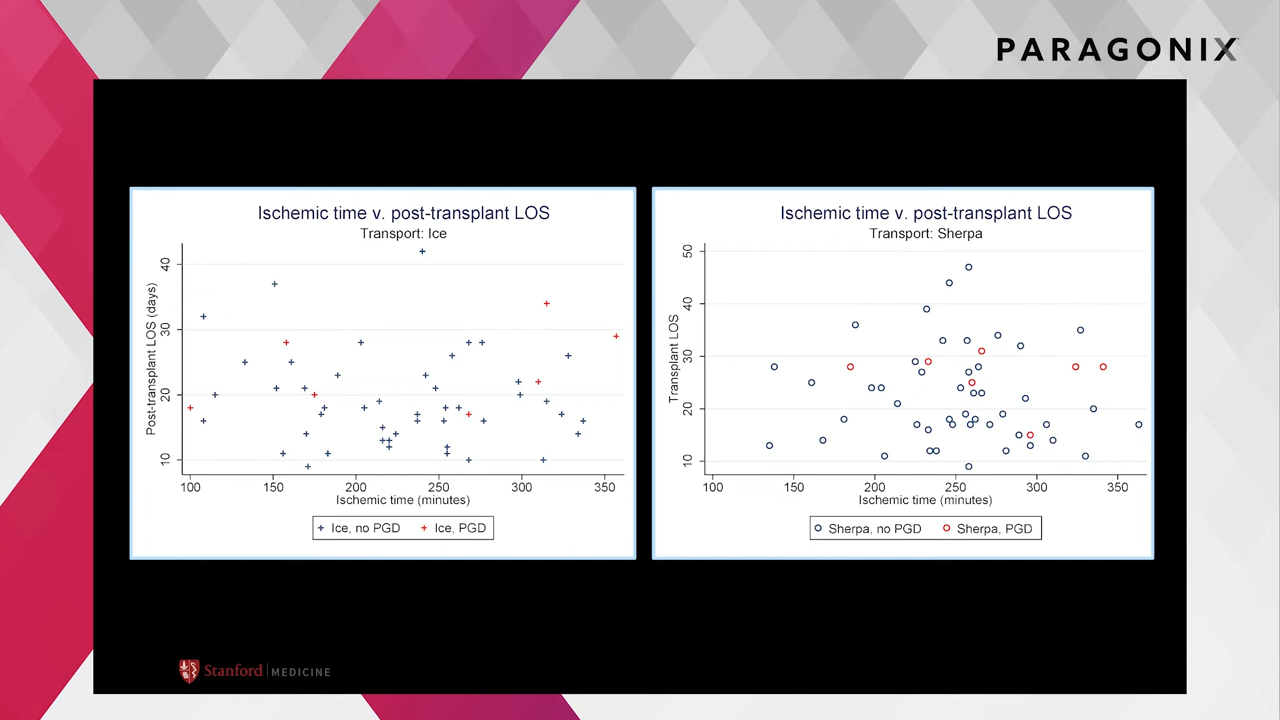 PARAGONIX
Ischemic time v. post-transplant LOS
Transport: Ice
Post-transplant LOS (days)
40
30
20
10
100 150 200 250 300 350
Ischemic time (minutes)
Ice, no PGD Ice, PGD
Ischemic time v. post-transplant LOS
Transport: Sherpa
Transplant LOS
50
40
30
20
10
100 150 200 250 300 350
Ischemic time (minutes)
Sherpa, no PGD Sherpa, PGD
Stanford MEDICINE